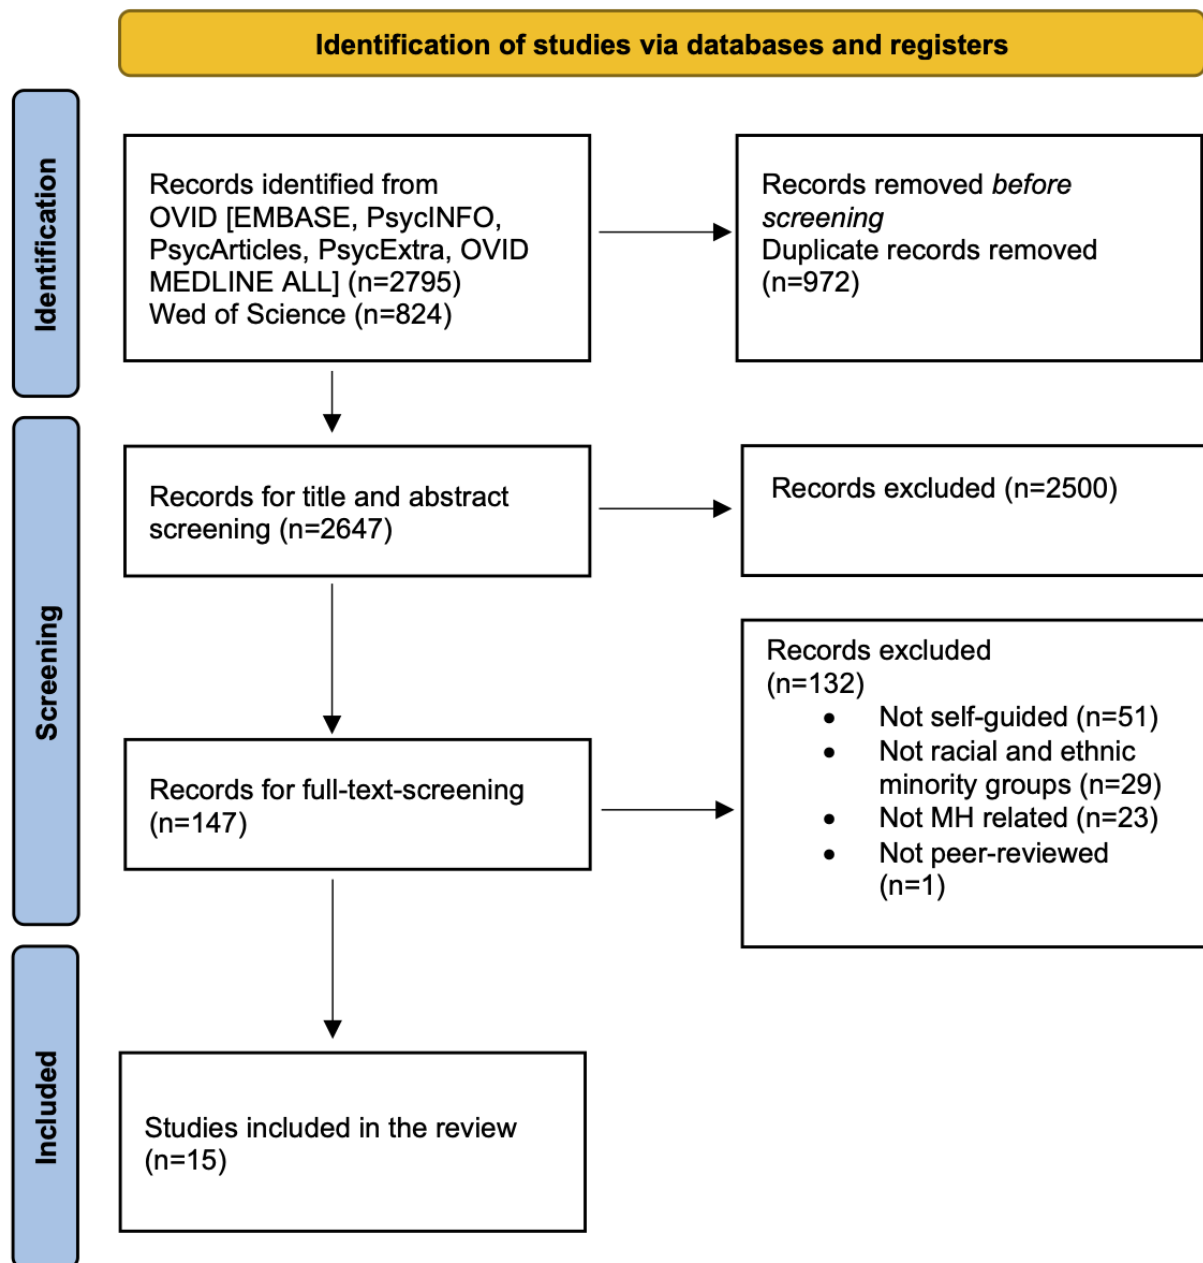 Identification of studies via databases and registers
Identification
Records identified from
OVID [EMBASE, PsycINFO,
PsycArticles, PsycExtra, OVID
MEDLINE ALL] (n=2795)
Wed of Science (n=824)
Records removed before
screening
Duplicate records removed
(n=972)
Screening
Records for title and abstract
screening (n=2647)
Records excluded (n=2500)
Records for full-text-screening
(n=147)
Records excluded
(n=132)
• Not self-guided (n=51)
• Not racial and ethnic
minority groups (n=29)
• Not MH related (n=23)
• Not peer-reviewed
(n=1)
Included
Studies included in the review
(n=15)